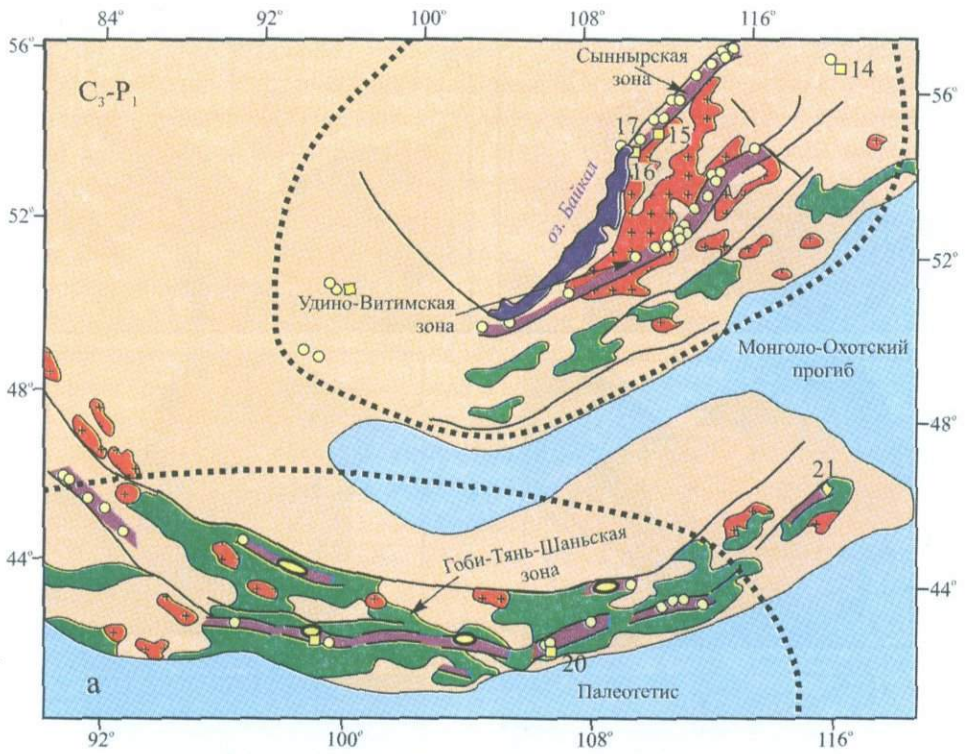 84° 92° 100° 108° 116°
56°
Сыннырская
зона
14
C₃-P₁
56°
17
15
16
оз. Байкал
52°
52°
Удино-Витимская
зона
Монголо-Охотский
прогиб
48°
48°
21
44°
Гоби-Тянь-Шаньская
зона
44°
20
а
Палеотетис
92° 100° 108° 116°